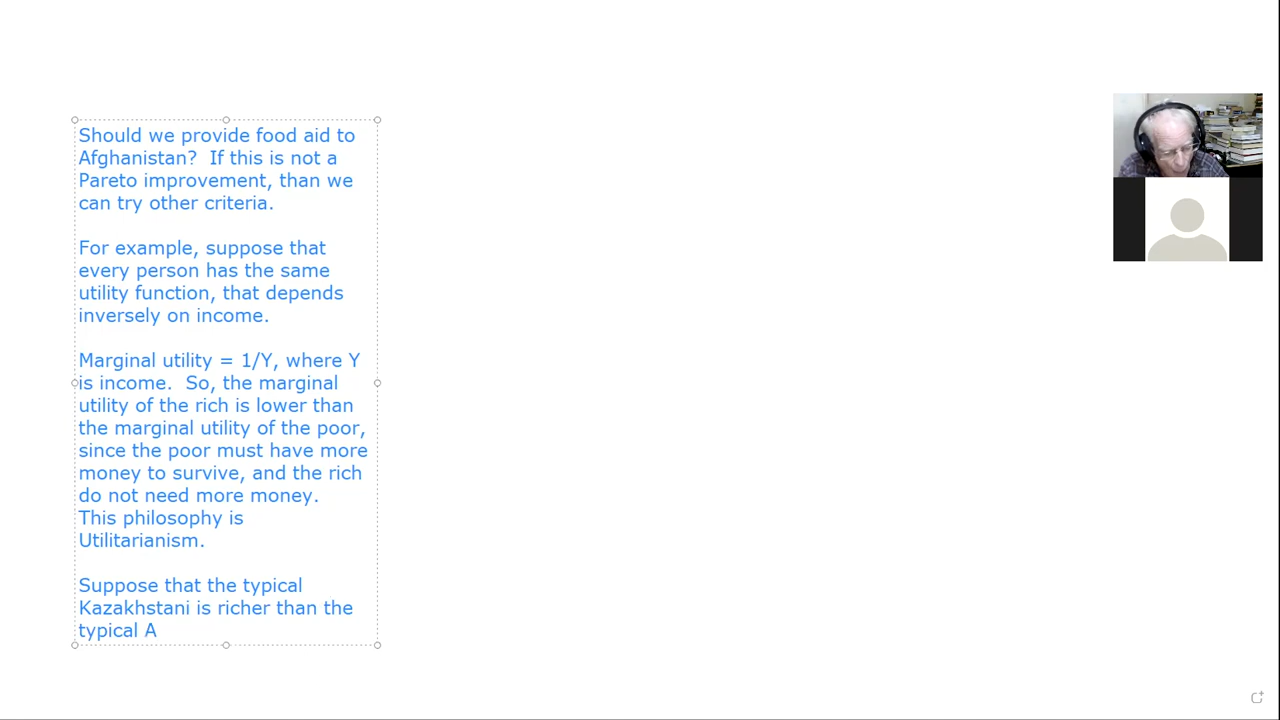 Should we provide food aid to
Afghanistan?  If this is not a
Pareto improvement, than we
can try other criteria.
For example, suppose that
every person has the same
utility function, that depends
inversely on income.
Marginal utility = 1/Y, where Y
is income.  So, the marginal
utility of the rich is lower than
the marginal utility of the poor,
since the poor must have more
money to survive, and the rich
do not need more money.
This philosophy is
Utilitarianism.
Suppose that the typical
Kazakhstani is richer than the
typical A